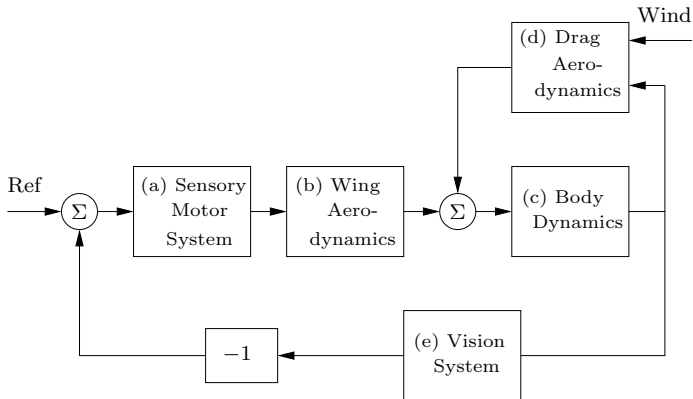 Wind
(d) Drag
Aero-
dynamics
Ref
Σ
(a) Sensory
Motor
System
(b) Wing
Aero-
dynamics
Σ
(c) Body
Dynamics
−1
(e) Vision
System